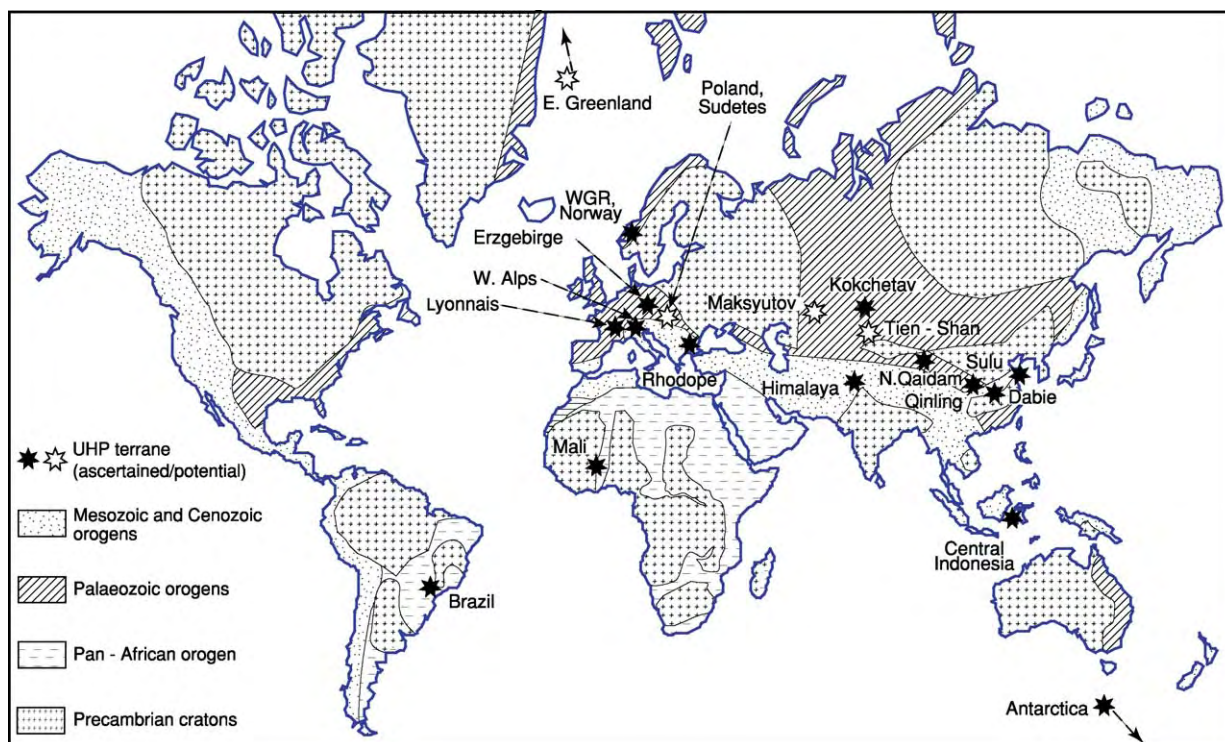 E. Greenland
Poland,
Sudetes
WGR,
Norway
Erzgebirge
W. Alps
Lyonnais
Maksyutov
Kokchetav
Tien - Shan
Rhodope
Himalaya
N.Qaidam
Sulu
Qinling
Dabie
Mali
Central
Indonesia
Brazil
Antarctica
UHP terrane
(ascertained/potential)
Mesozoic and Cenozoic
orogens
Palaeozoic orogens
Pan - African orogen
Precambrian cratons